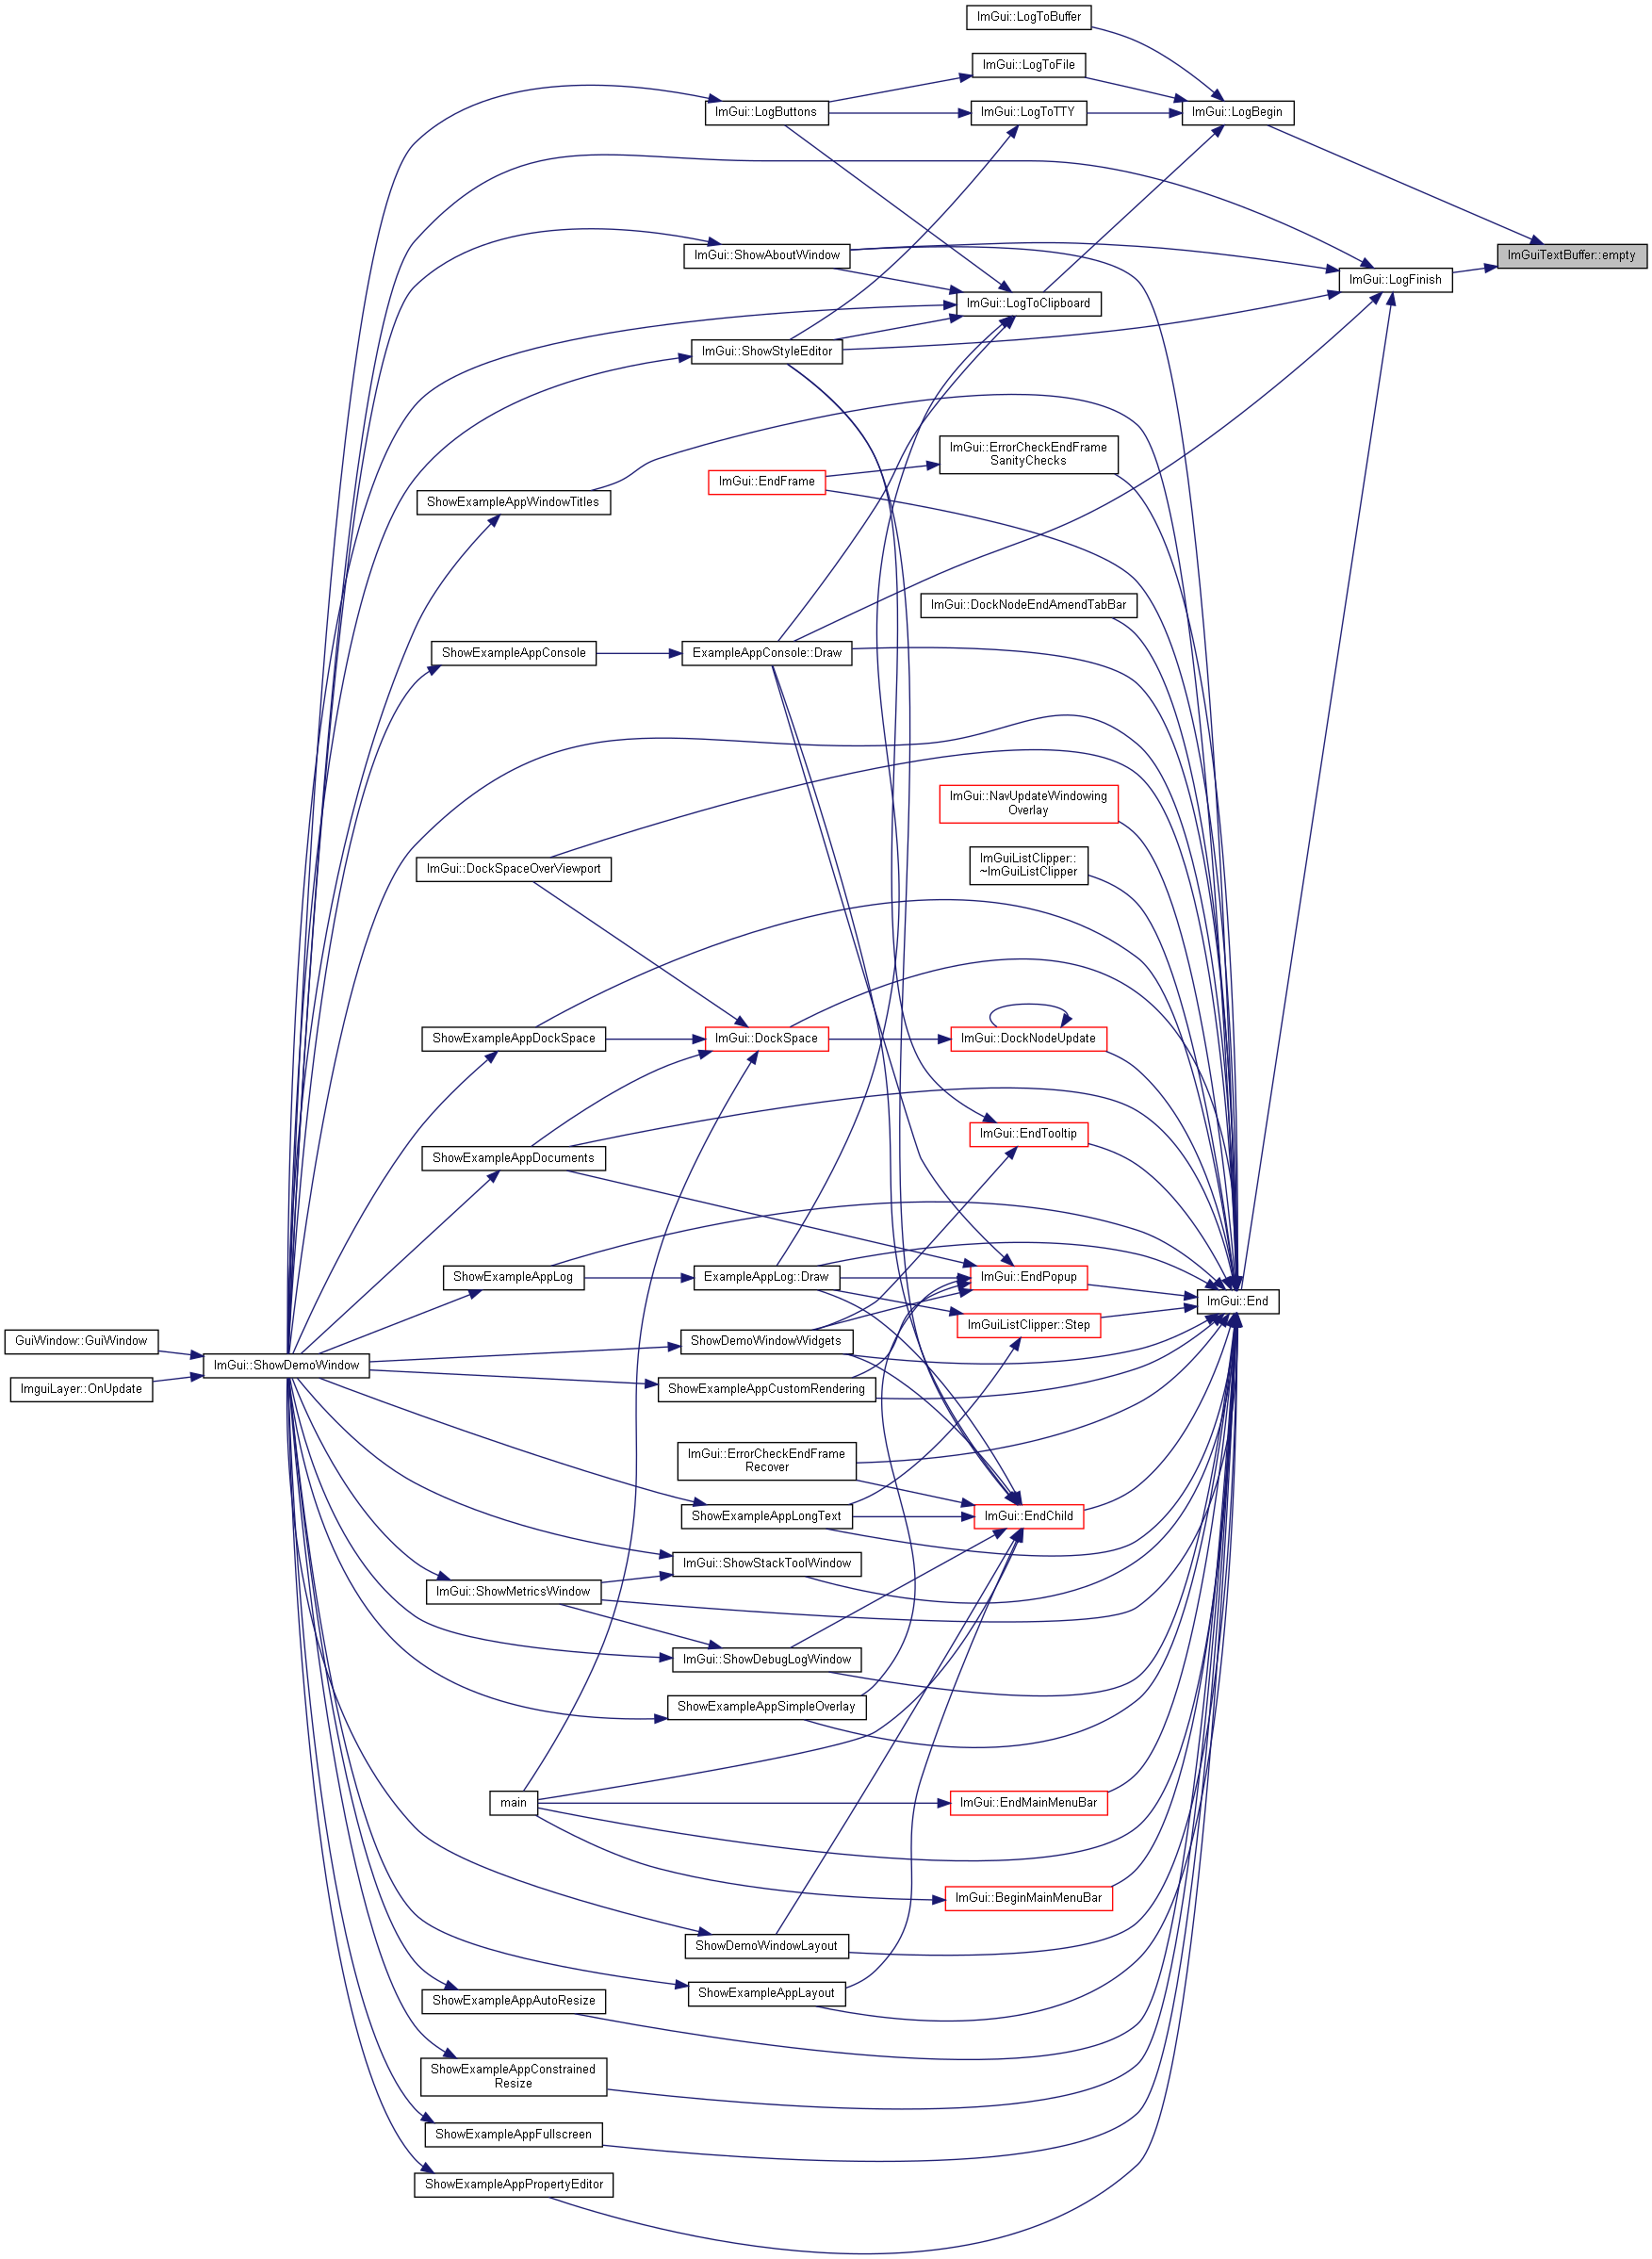 ImGui::LogToBuffer
ImGui::LogToFile
ImGui::LogButtons
ImGui::LogToTTY
ImGui::LogBegin
ImGui::ShowAboutWindow
ImGuiTextBuffer::empty
ImGui::LogFinish
ImGui::LogToClipboard
ImGui::ShowStyleEditor
ImGui::ErrorCheckEndFrame
SanityChecks
ImGui::EndFrame
ShowExampleAppWindowTitles
ImGui::DockNodeEndAmendTabBar
ShowExampleAppConsole
ExampleAppConsole::Draw
ImGui::NavUpdateWindowing
Overlay
ImGuiListClipper::
~ImGuiListClipper
ImGui::DockSpaceOverViewport
ShowExampleAppDockSpace
ImGui::DockSpace
ImGui::DockNodeUpdate
ImGui::EndTooltip
ShowExampleAppDocuments
ShowExampleAppLog
ExampleAppLog::Draw
ImGui::EndPopup
ImGui::End
ImGuiListClipper::Step
GuiWindow::GuiWindow
ShowDemoWindowWidgets
ImGui::ShowDemoWindow
ImguiLayer::OnUpdate
ShowExampleAppCustomRendering
ImGui::ErrorCheckEndFrame
Recover
ShowExampleAppLongText
ImGui::EndChild
ImGui::ShowStackToolWindow
ImGui::ShowMetricsWindow
ImGui::ShowDebugLogWindow
ShowExampleAppSimpleOverlay
main
ImGui::EndMainMenuBar
ImGui::BeginMainMenuBar
ShowDemoWindowLayout
ShowExampleAppLayout
ShowExampleAppAutoResize
ShowExampleAppConstrained
Resize
ShowExampleAppFullscreen
ShowExampleAppPropertyEditor